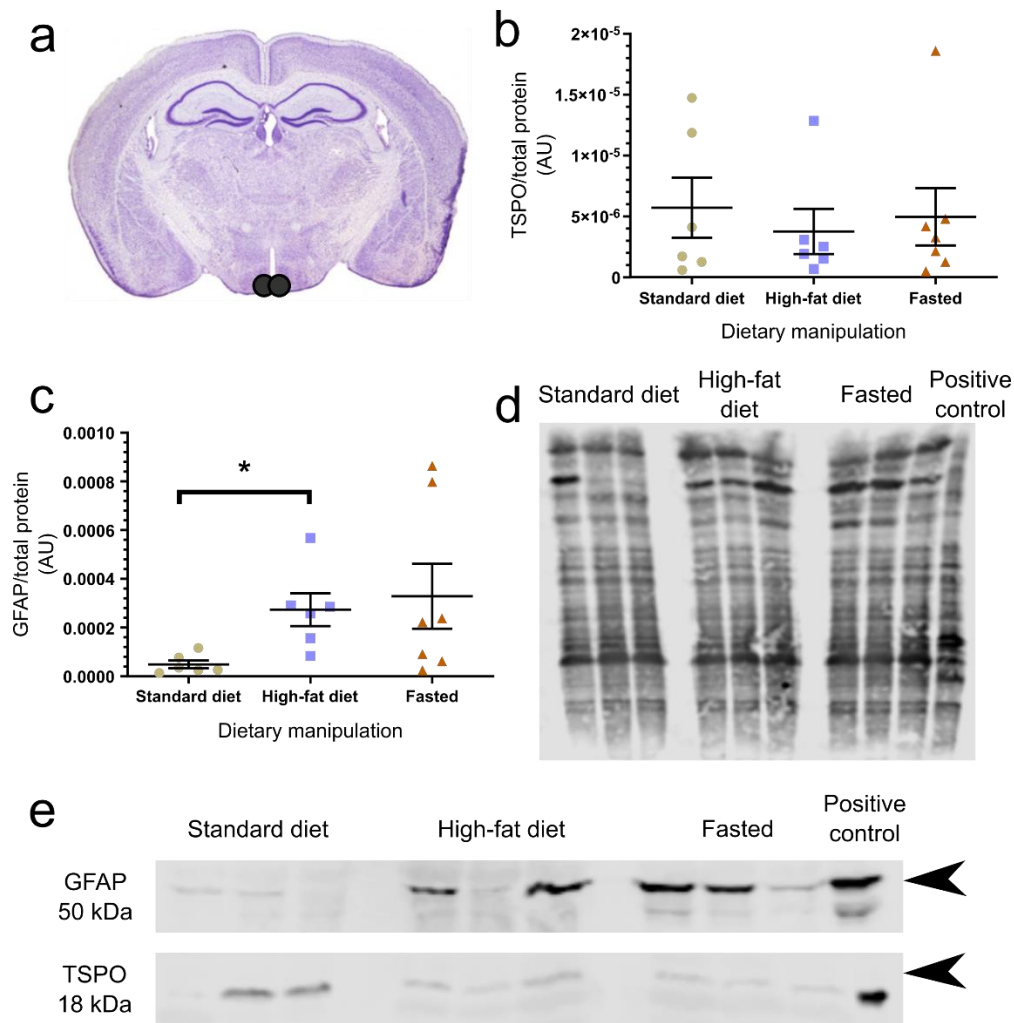 a
b
TSPO/total protein
(AU)
2×10⁻⁵
1.5×10⁻⁵
1×10⁻⁵
5×10⁻⁶
0
Standard diet
High-fat diet
Fasted
Dietary manipulation
c
GFAP/total protein
(AU)
0.0010
0.0008
0.0006
0.0004
0.0002
0.0000
*
Standard diet
High-fat diet
Fasted
Dietary manipulation
d
Standard diet
High-fat
diet
Fasted
Positive
control
e
Standard diet
High-fat diet
Fasted
Positive
control
GFAP
50 kDa
TSPO
18 kDa